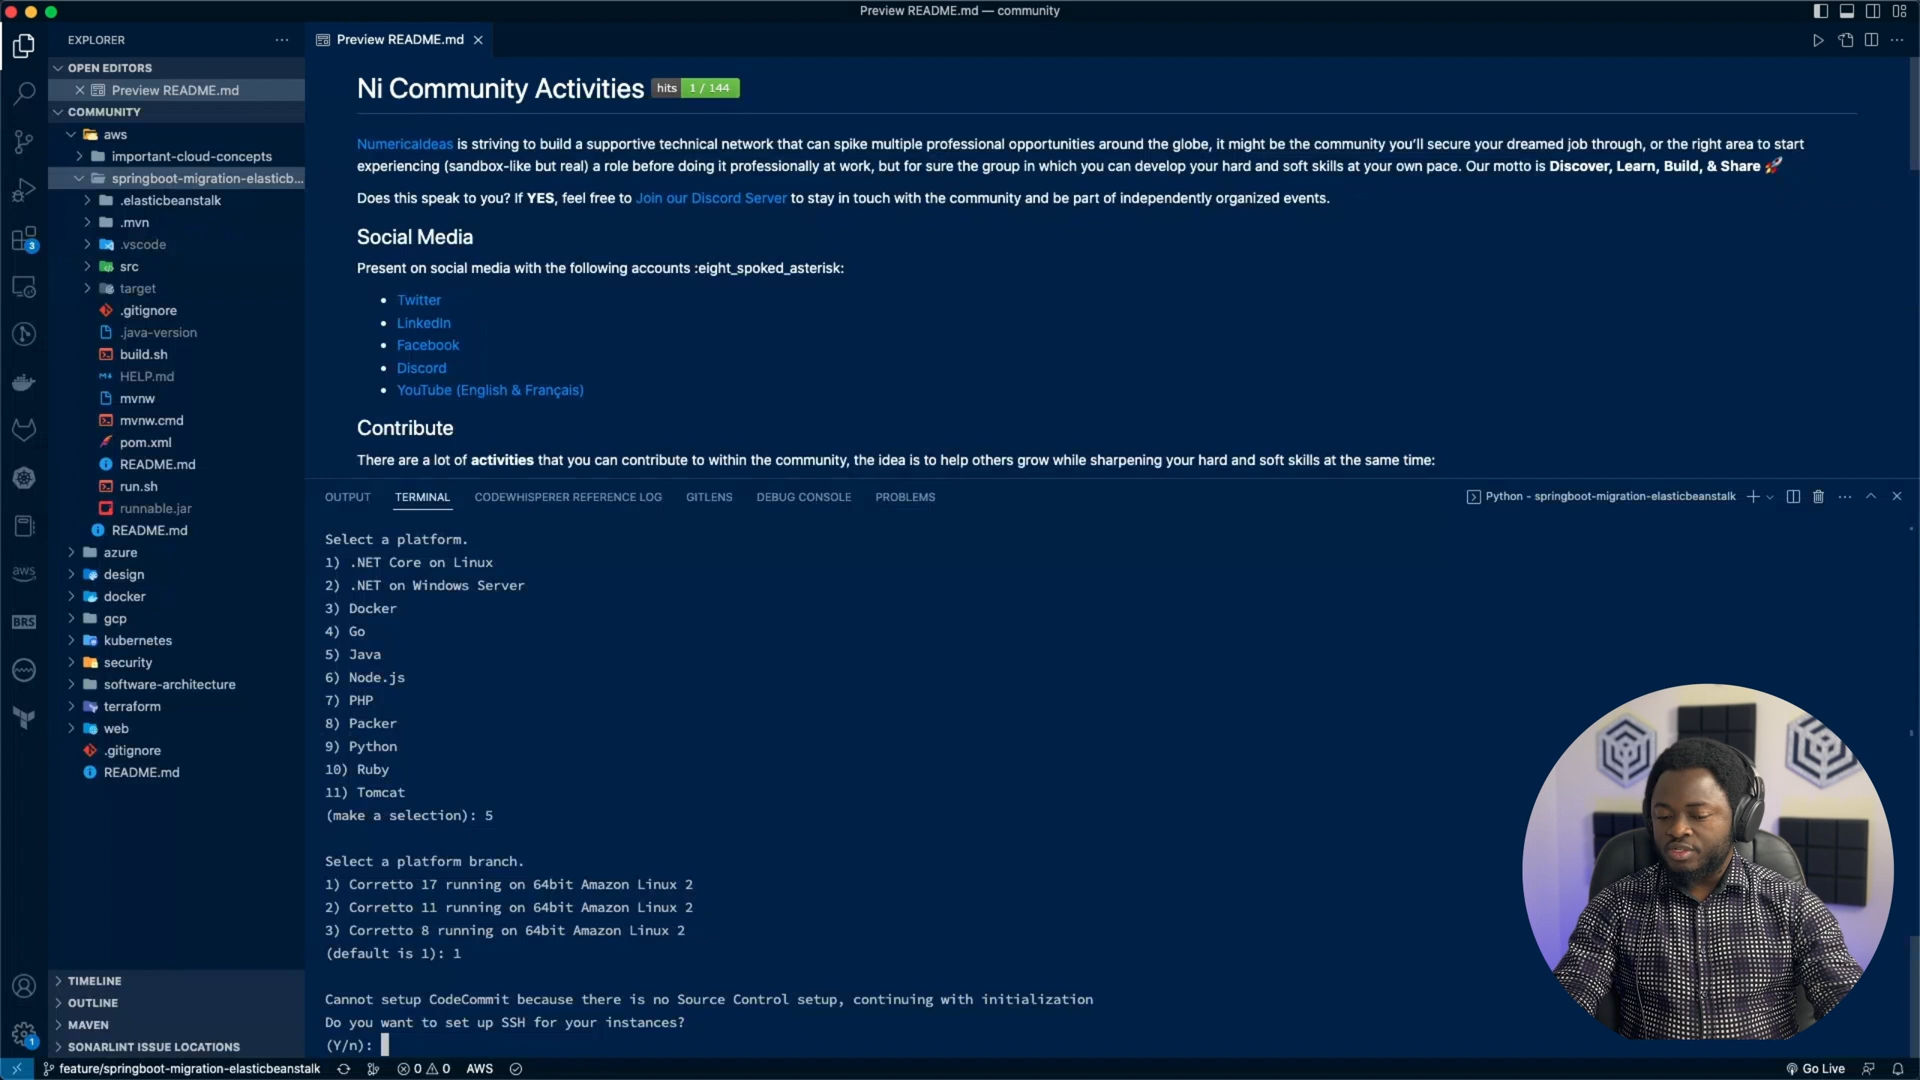 Preview README.md — community
EXPLORER
OPEN EDITORS
Preview README.md
COMMUNITY
aws
important-cloud-concepts
springboot-migration-elasticb...
.elasticbeanstalk
.mvn
.vscode
src
target
.gitignore
.java-version
build.sh
HELP.md
mvnw
mvnw.cmd
pom.xml
README.md
run.sh
runnable.jar
README.md
azure
design
docker
gcp
kubernetes
security
software-architecture
terraform
web
.gitignore
README.md
TIMELINE
OUTLINE
MAVEN
SONARLINT ISSUE LOCATIONS
3
aws
BRS
1
Preview README.md
Ni Community Activities hits 1 / 144
NumericaIdeas is striving to build a supportive technical network that can spike multiple professional opportunities around the globe, it might be the community you'll secure your dreamed job through, or the right area to start
experiencing (sandbox-like but real) a role before doing it professionally at work, but for sure the group in which you can develop your hard and soft skills at your own pace. Our motto is Discover, Learn, Build, & Share 🚀
Does this speak to you? If YES, feel free to Join our Discord Server to stay in touch with the community and be part of independently organized events.
Social Media
Present on social media with the following accounts :eight_spoked_asterisk:
• Twitter
• LinkedIn
• Facebook
• Discord
• YouTube (English & Français)
Contribute
There are a lot of activities that you can contribute to within the community, the idea is to help others grow while sharpening your hard and soft skills at the same time:
OUTPUT TERMINAL CODEWHISPERER REFERENCE LOG GITLENS DEBUG CONSOLE PROBLEMS
Python - springboot-migration-elasticbeanstalk
Select a platform.
1) .NET Core on Linux
2) .NET on Windows Server
3) Docker
4) Go
5) Java
6) Node.js
7) PHP
8) Packer
9) Python
10) Ruby
11) Tomcat
(make a selection): 5
Select a platform branch.
1) Corretto 17 running on 64bit Amazon Linux 2
2) Corretto 11 running on 64bit Amazon Linux 2
3) Corretto 8 running on 64bit Amazon Linux 2
(default is 1): 1
Cannot setup CodeCommit because there is no Source Control setup, continuing with initialization
Do you want to set up SSH for your instances?
(Y/n):
feature/springboot-migration-elasticbeanstalk 0 0 AWS Go Live